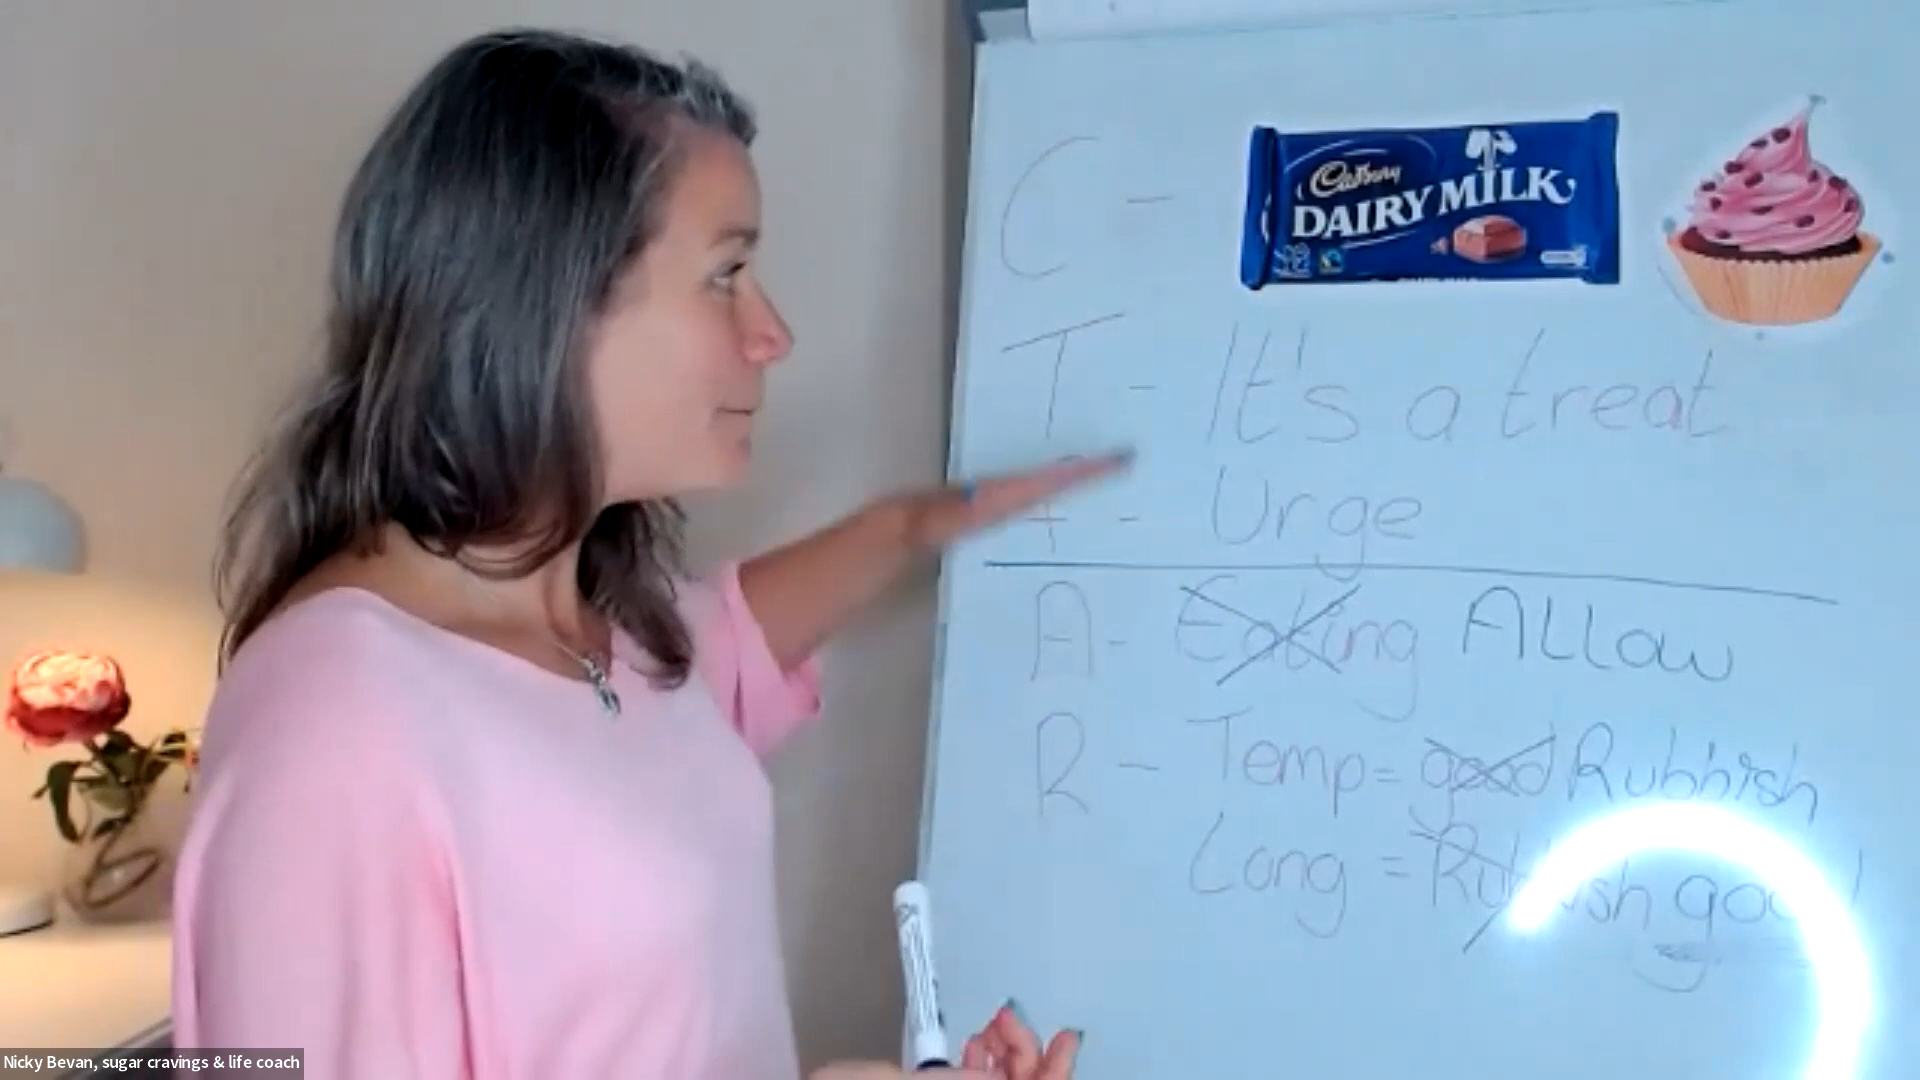 C -
Cadbury
DAIRY MILK
T - It's a treat
F - Urge
A - Eating ALLow
R - Temp = good Rubbish
Long = Rubbish good
Nicky Bevan, sugar cravings & life coach